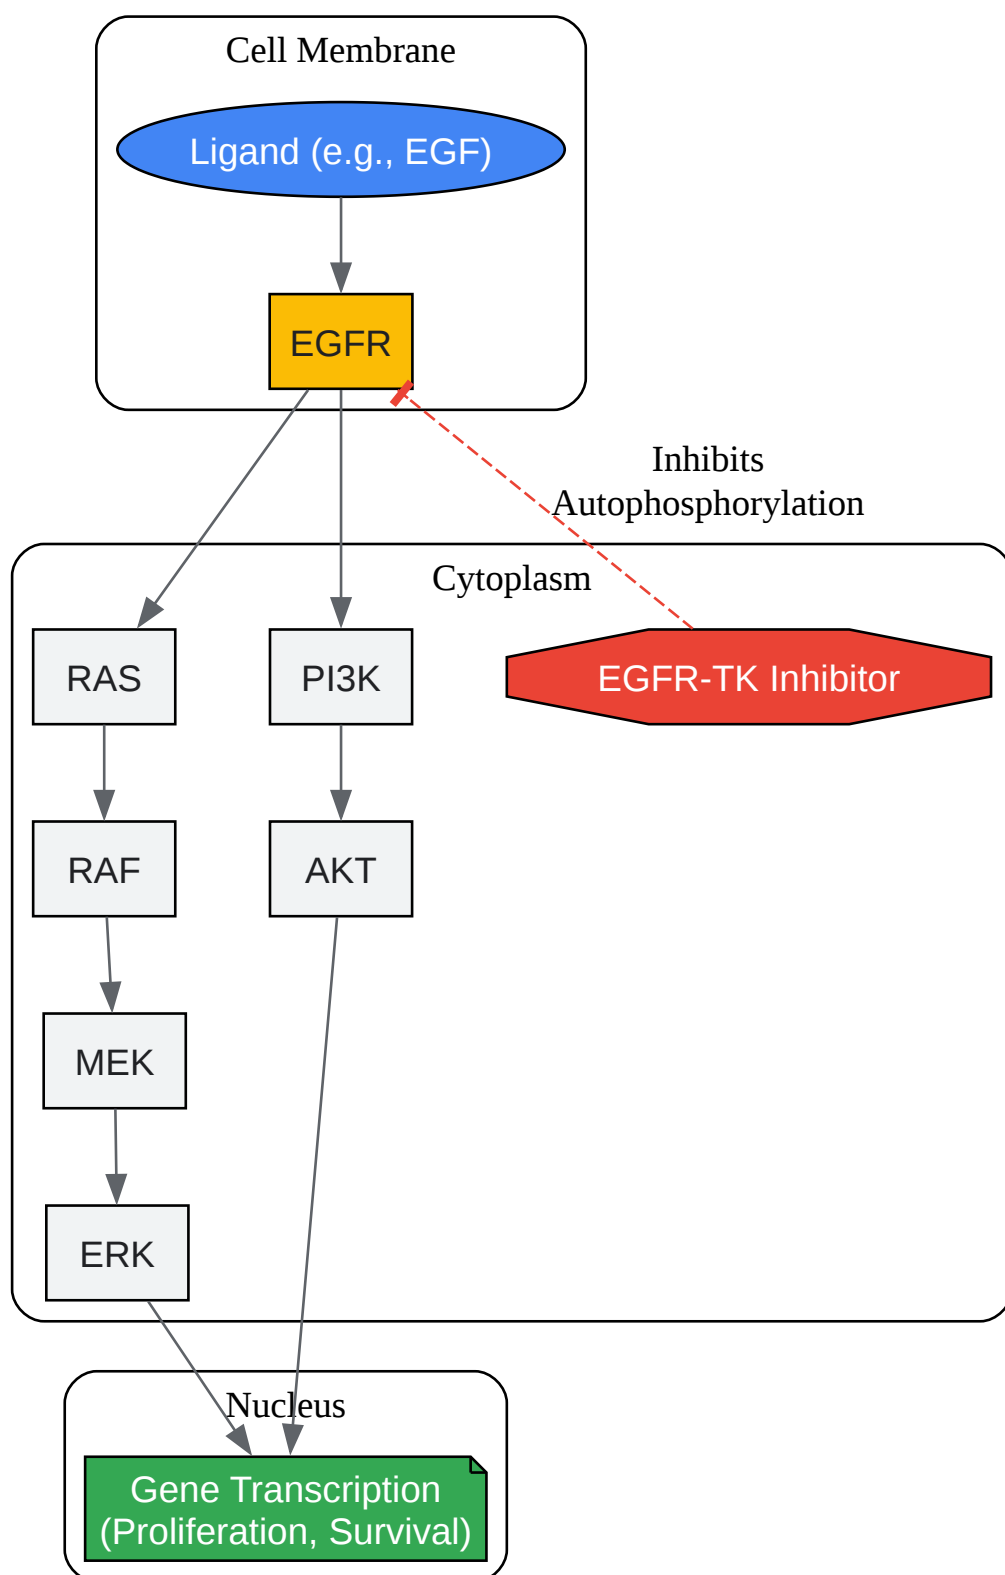 Cell Membrane
Ligand (e.g., EGF)
EGFR
Inhibits
Autophosphorylation
Cytoplasm
RAS
PI3K
EGFR-TK Inhibitor
RAF
AKT
MEK
ERK
Nucleus
Gene Transcription
(Proliferation, Survival)